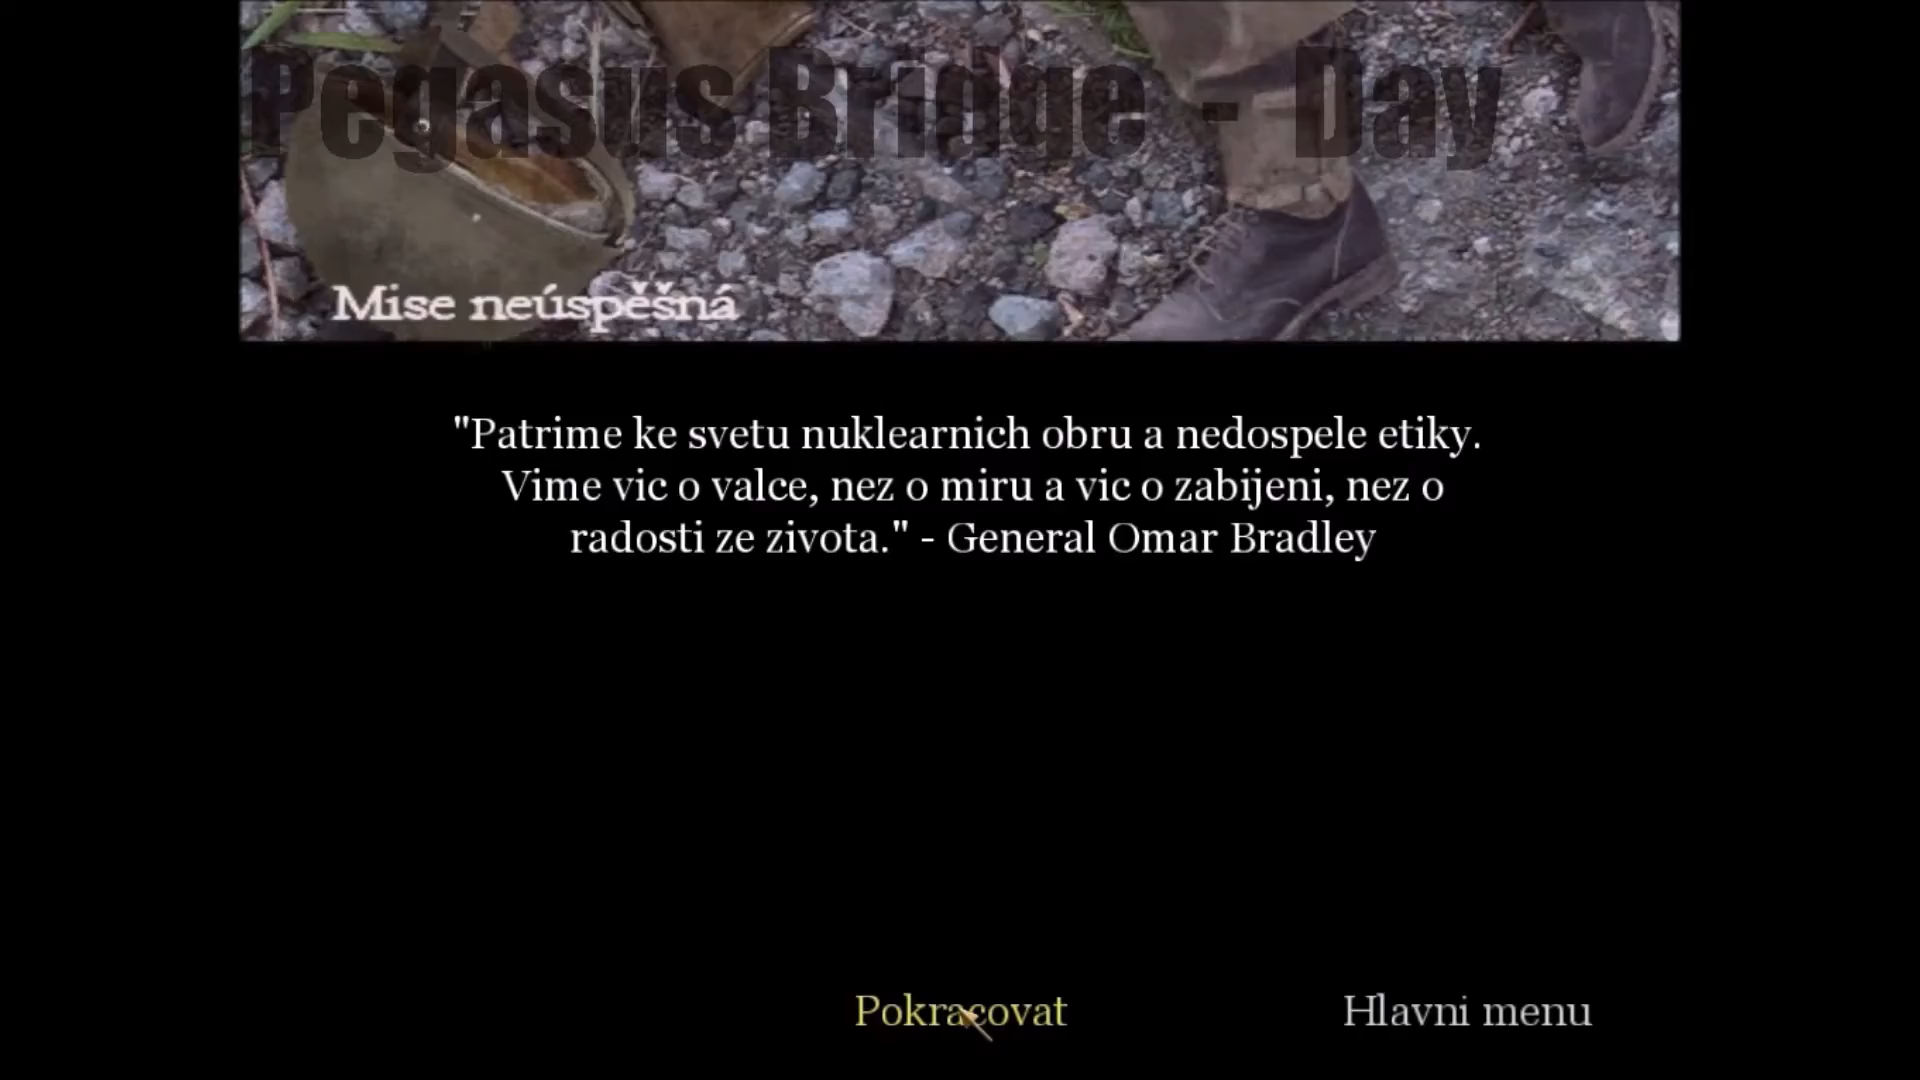 Pegasus Bridge - Day
Mise neúspěšná
"Patrime ke svetu nuklearnich obru a nedospele etiky.
Vime vic o valce, nez o miru a vic o zabijeni, nez o
radosti ze zivota." - General Omar Bradley
Pokracovat
Hlavni menu